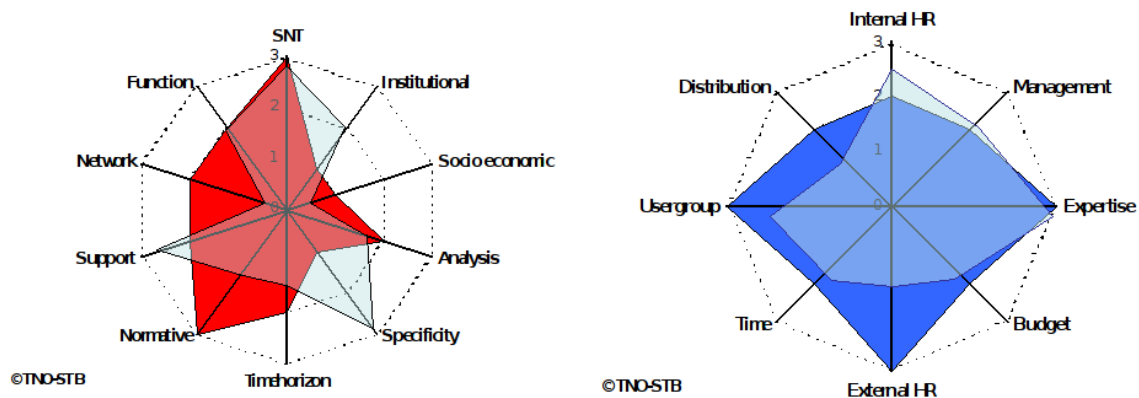 SNT
3
Function
Institutional
2
Network
1
Socio economic
0
Support
Analysis
Normative
Specificity
Timehorizon
©TNO-STB
Internal HR
3
Distribution
Management
2
1
Usergroup
0
Expertise
Time
Budget
External HR
©TNO-STB